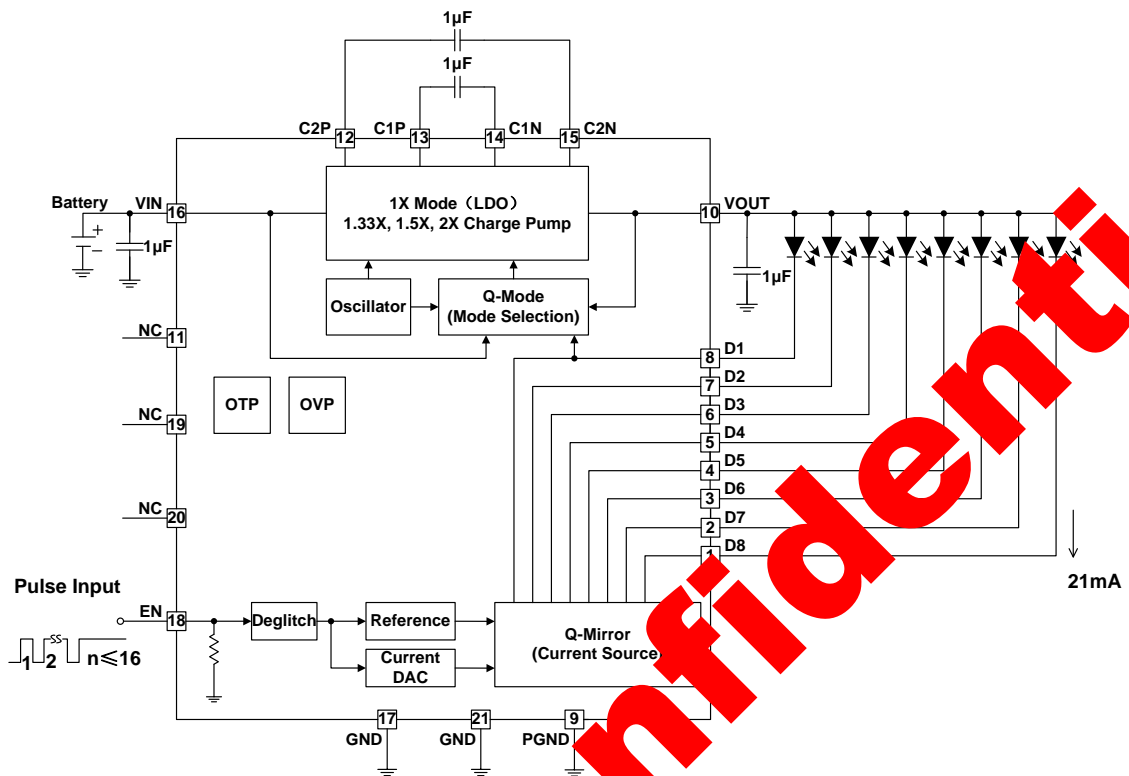 1μF
1μF
C2P
C1P
C1N
C2N
12
13
14
15
Battery
VIN
16
+
−
1μF
1X Mode（LDO）
1.33X, 1.5X, 2X Charge Pump
10
VOUT
1μF
Oscillator
Q-Mode
(Mode Selection)
NC
11
8
D1
7
D2
OTP
OVP
6
D3
NC
19
5
D4
4
D5
3
D6
NC
20
2
D7
1
D8
21mA
Pulse Input
EN
18
Deglitch
Reference
Q-Mirror
(Current Source)
Current
DAC
1
2
n≤16
17
21
9
GND
GND
PGND
nfidenti